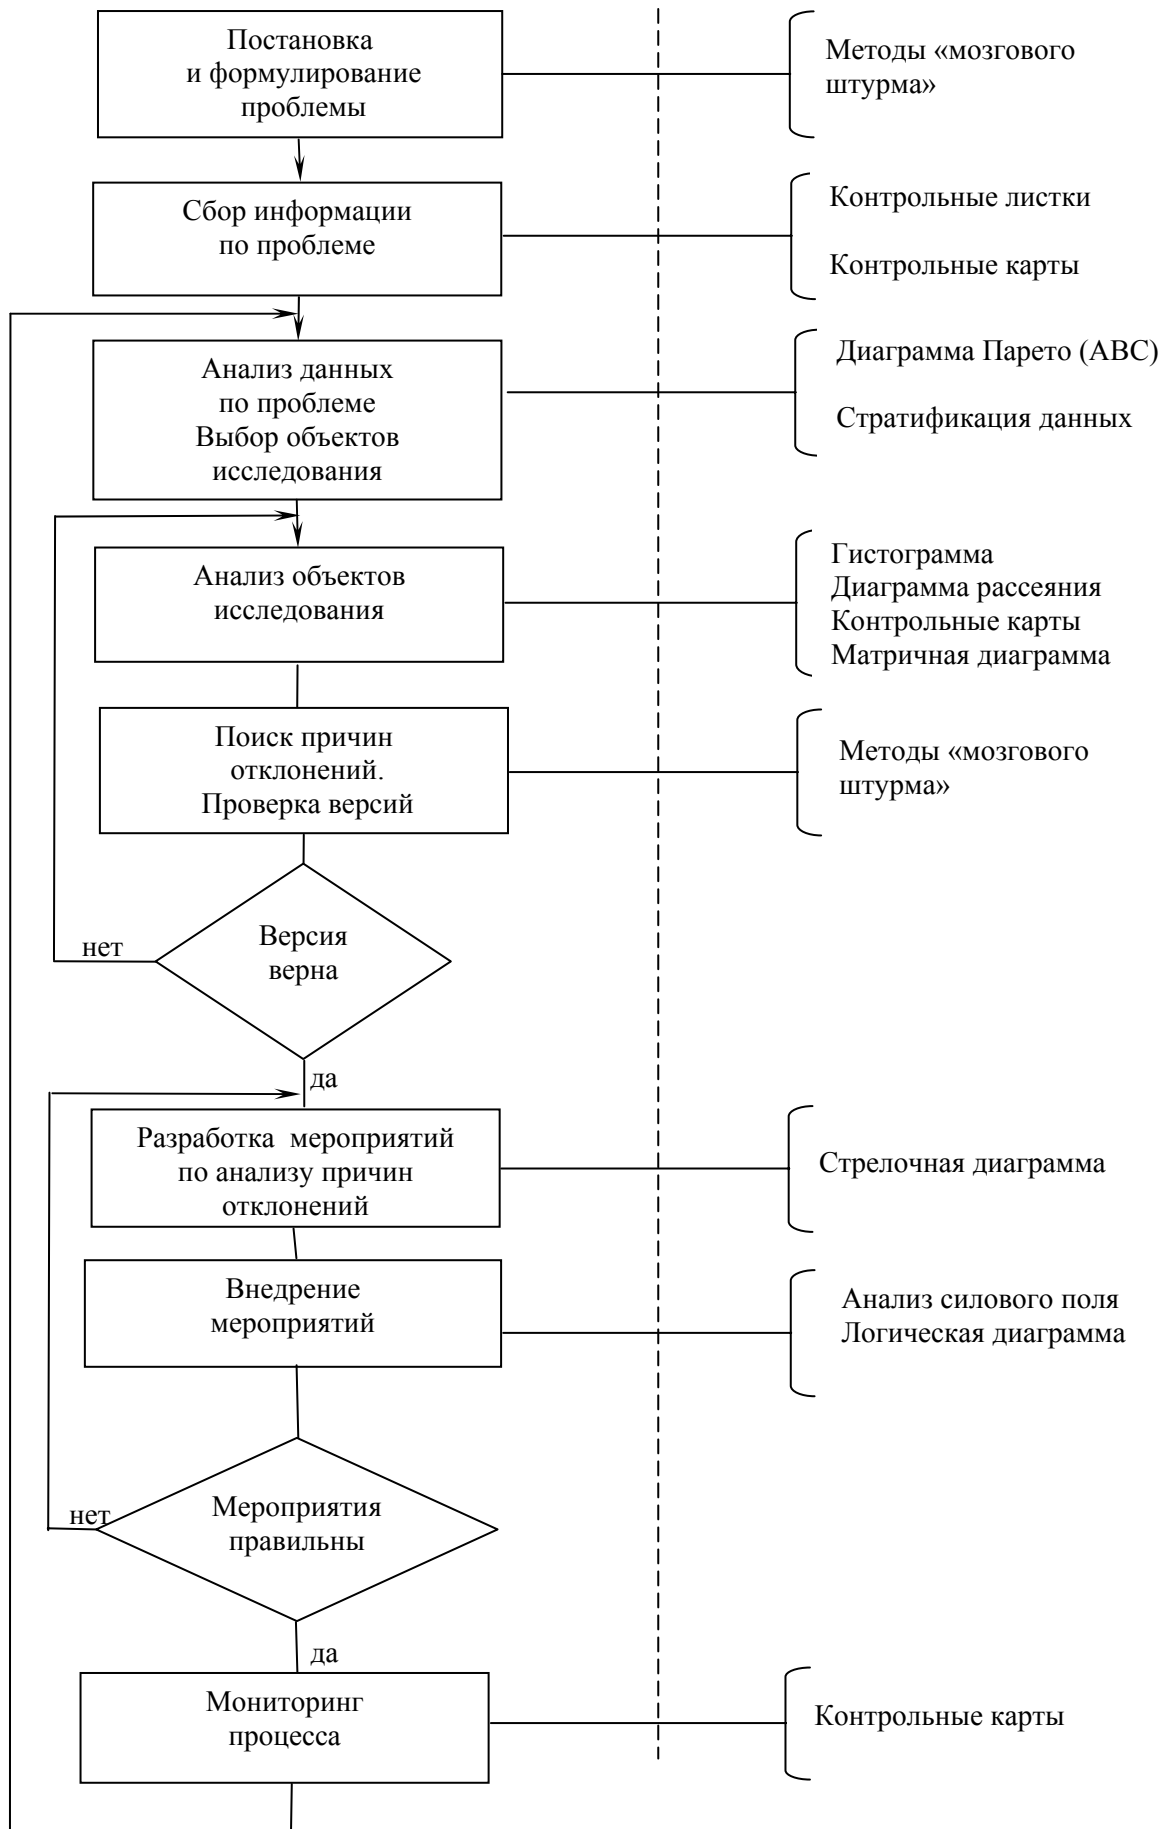 Постановка
и формулирование
проблемы
Методы «мозгового
штурма»
Сбор информации
по проблеме
Контрольные листки
Контрольные карты
Анализ данных
по проблеме
Выбор объектов
исследования
Диаграмма Парето (АВС)
Стратификация данных
Анализ объектов
исследования
Гистограмма
Диаграмма рассеяния
Контрольные карты
Матричная диаграмма
Поиск причин
отклонений.
Проверка версий
Методы «мозгового
штурма»
Версия
верна
нет
да
Разработка мероприятий
по анализу причин
отклонений
Стрелочная диаграмма
Внедрение
мероприятий
Анализ силового поля
Логическая диаграмма
Мероприятия
правильны
нет
да
Мониторинг
процесса
Контрольные карты